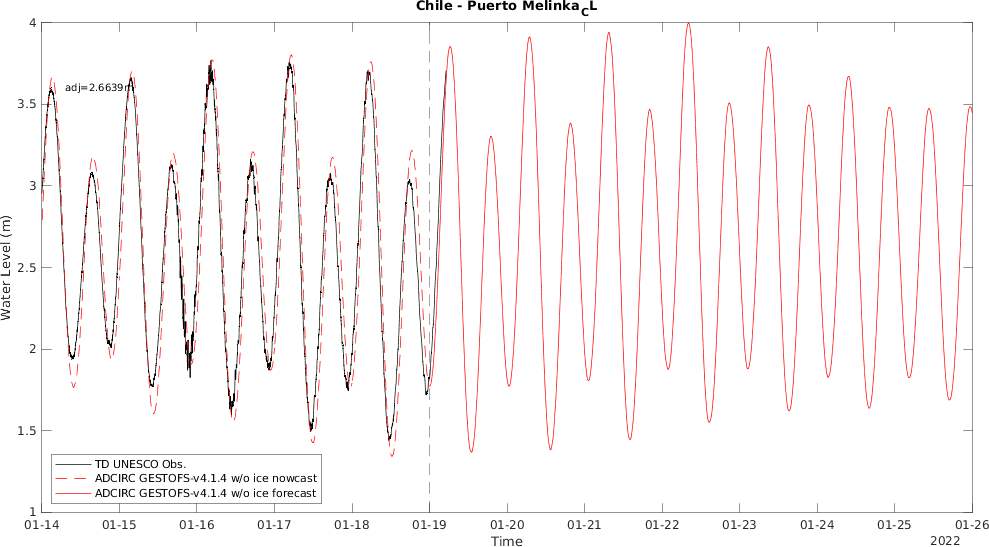 Chile - Puerto Melinka_CL
4
3.5
3
2.5
2
1.5
1
Water Level (m)
adj=2.6639m
TD UNESCO Obs.
ADCIRC GESTOFS-v4.1.4 w/o ice nowcast
ADCIRC GESTOFS-v4.1.4 w/o ice forecast
01-14 01-15 01-16 01-17 01-18 01-19 01-20 01-21 01-22 01-23 01-24 01-25 01-26
Time
2022